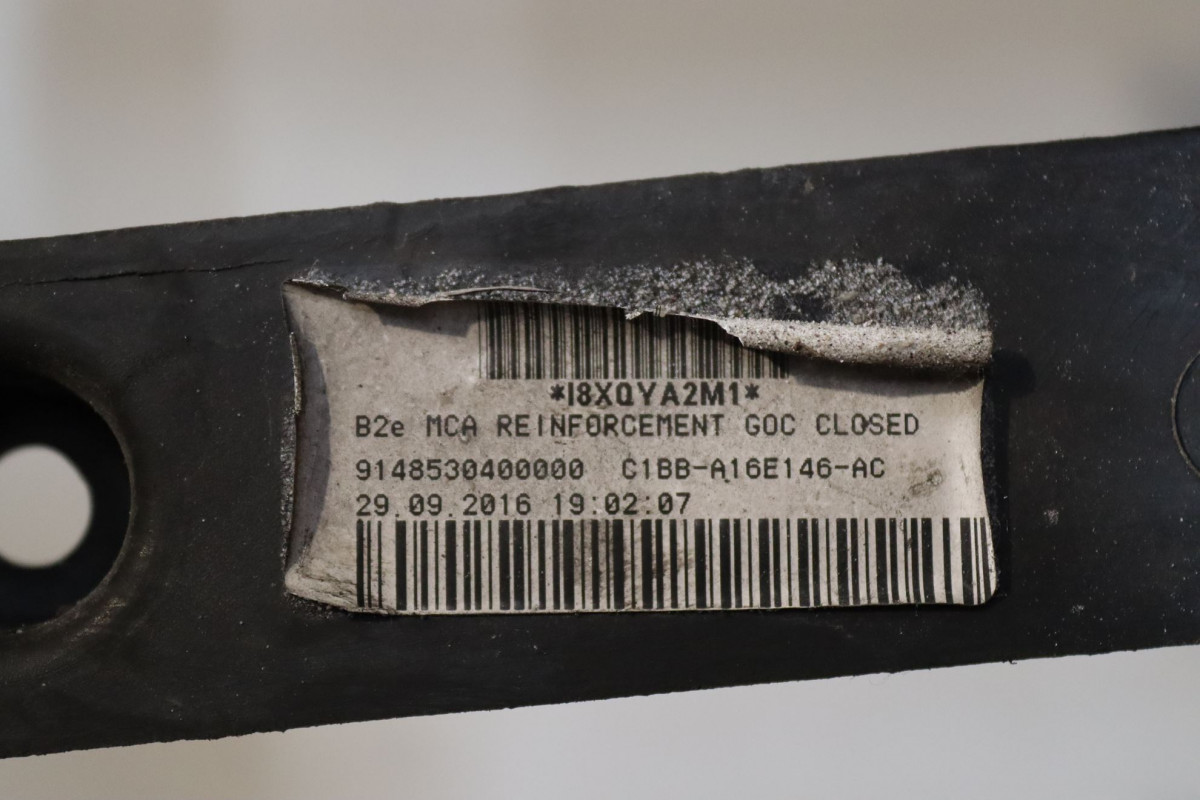 *I8XQYA2M1*
B2e MCA REINFORCEMENT GOC CLOSED
9148530400000 C1BB-A16E146-AC
29.09.2016 19:02:07